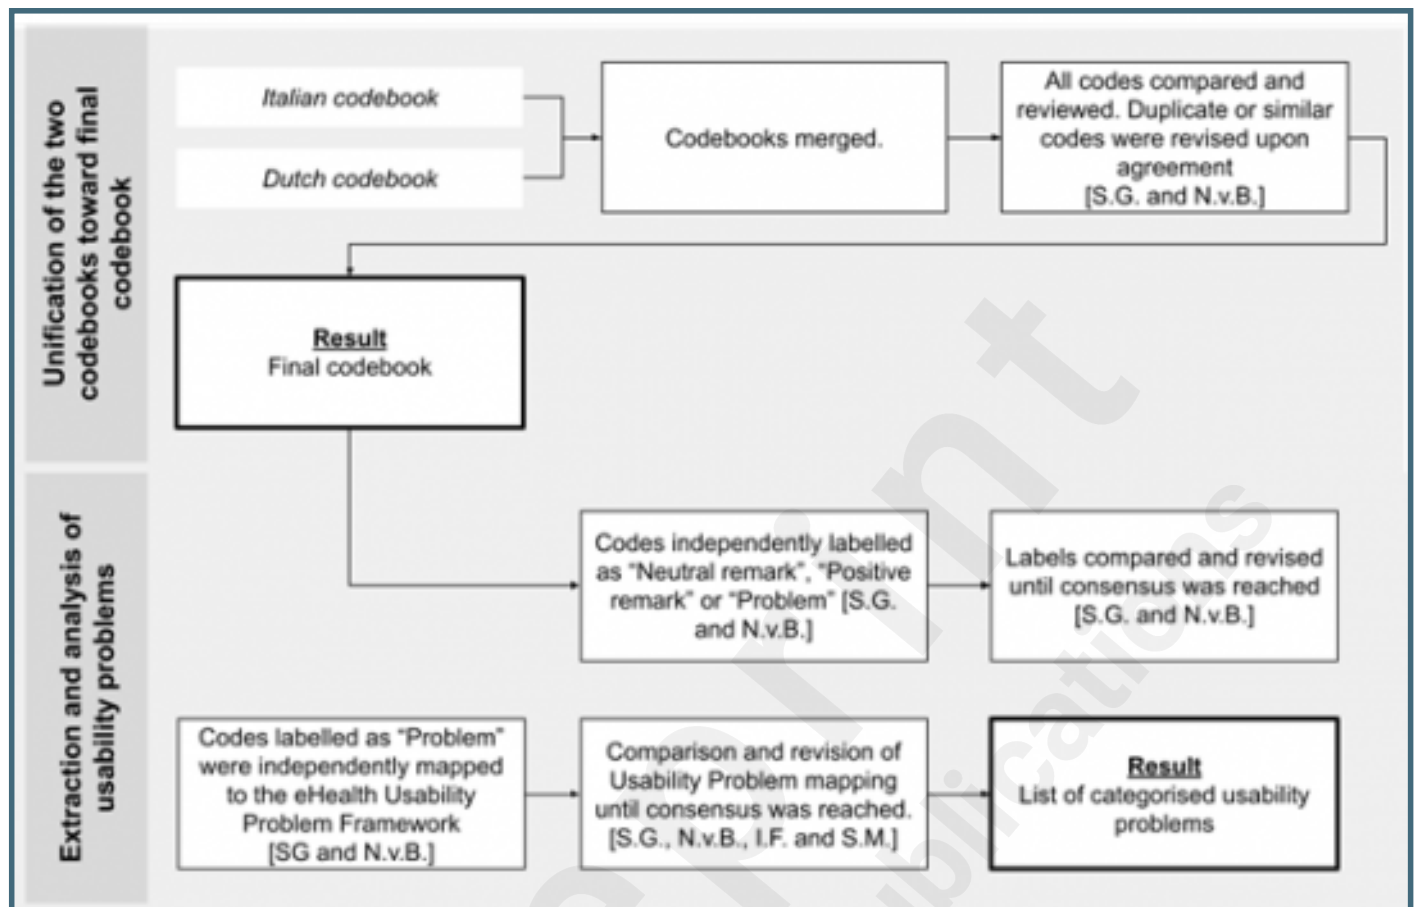 Unification of the two
codebooks toward final
codebook
Italian codebook
Dutch codebook
Codebooks merged.
All codes compared and
reviewed. Duplicate or similar
codes were revised upon
agreement
[S.G. and N.v.B.]
Result
Final codebook
Extraction and analysis of
usability problems
Codes independently labelled
as “Neutral remark”, “Positive
remark” or “Problem” [S.G.
and N.v.B.]
Labels compared and revised
until consensus was reached
[S.G. and N.v.B.]
Codes labelled as “Problem”
were independently mapped
to the eHealth Usability
Problem Framework
[SG and N.v.B.]
Comparison and revision of
Usability Problem mapping
until consensus was reached.
[S.G., N.v.B., I.F. and S.M.]
Result
List of categorised usability
problems